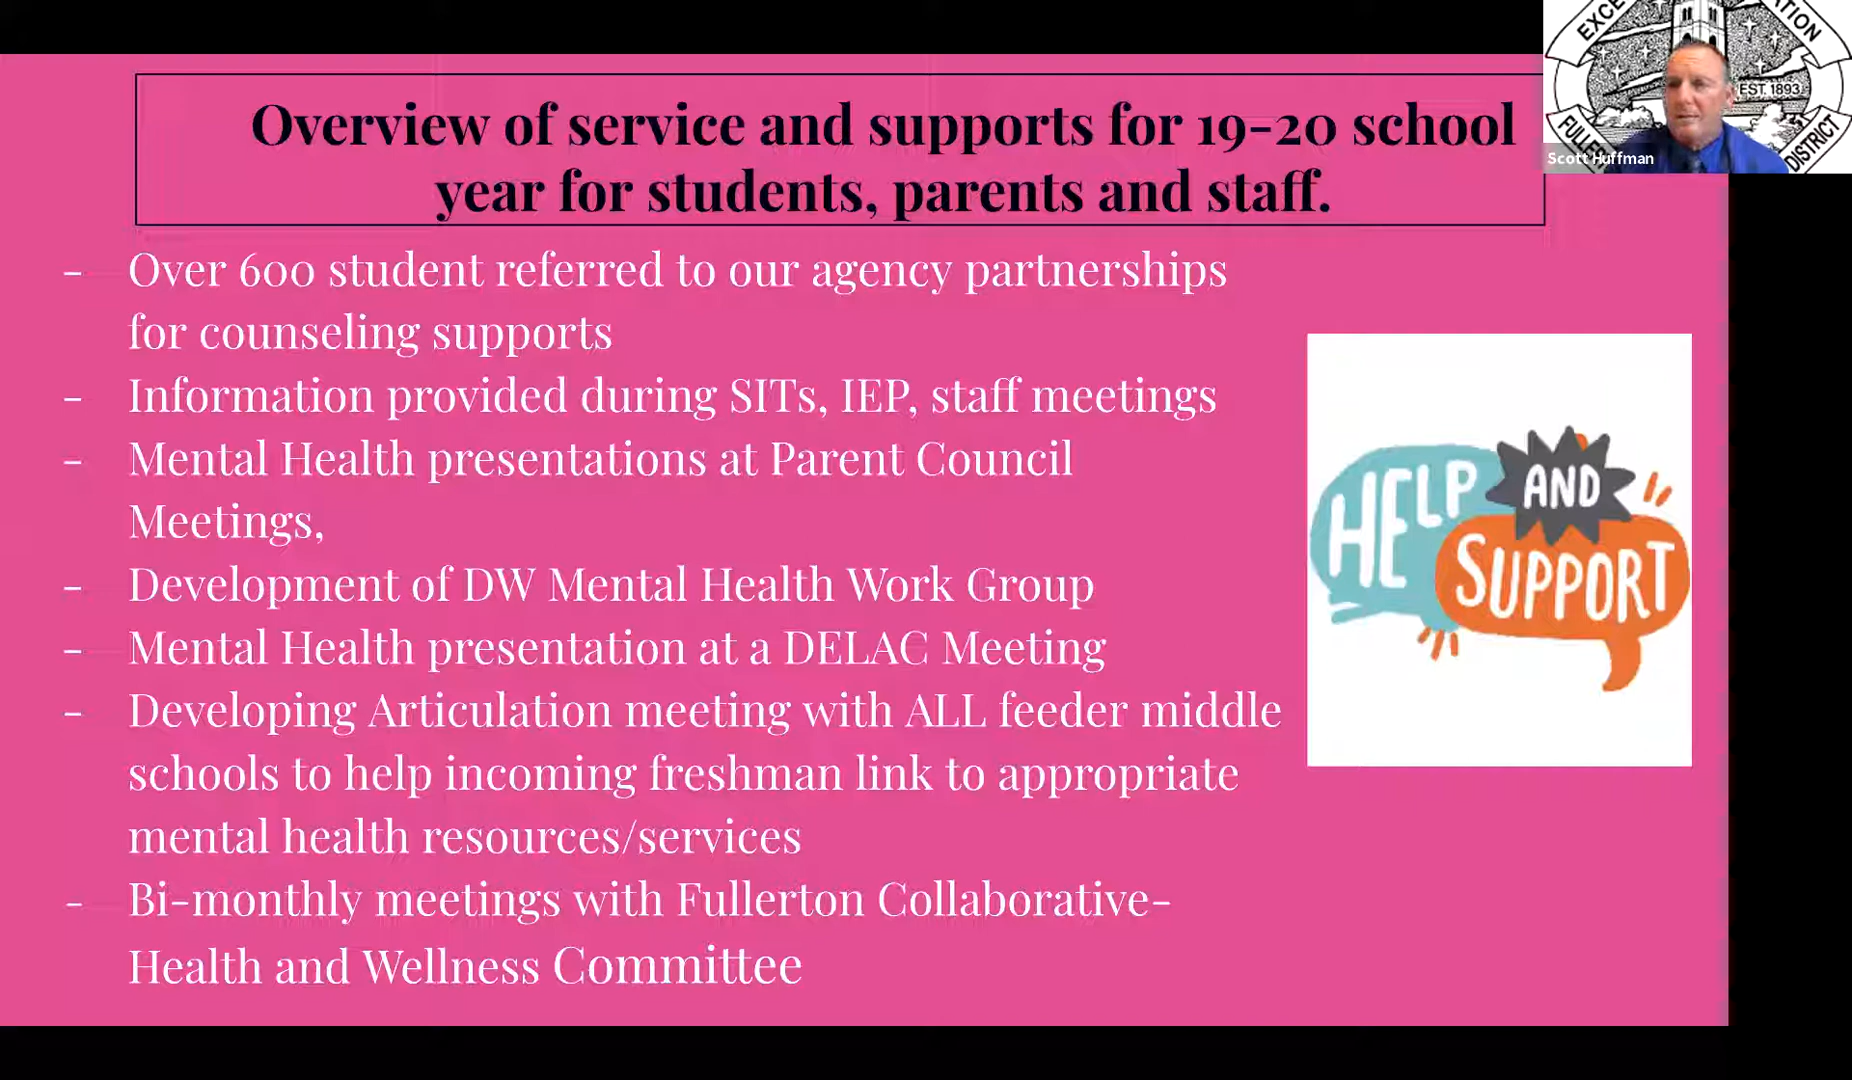 Overview of service and supports for 19-20 school
year for students, parents and staff.
- Over 600 student referred to our agency partnerships
for counseling supports
- Information provided during SITs, IEP, staff meetings
- Mental Health presentations at Parent Council
Meetings,
- Development of DW Mental Health Work Group
- Mental Health presentation at a DELAC Meeting
- Developing Articulation meeting with ALL feeder middle
schools to help incoming freshman link to appropriate
mental health resources/services
- Bi-monthly meetings with Fullerton Collaborative-
Health and Wellness Committee
HELP
AND
SUPPORT
EST. 1893
DISTRICT
Scott Huffman